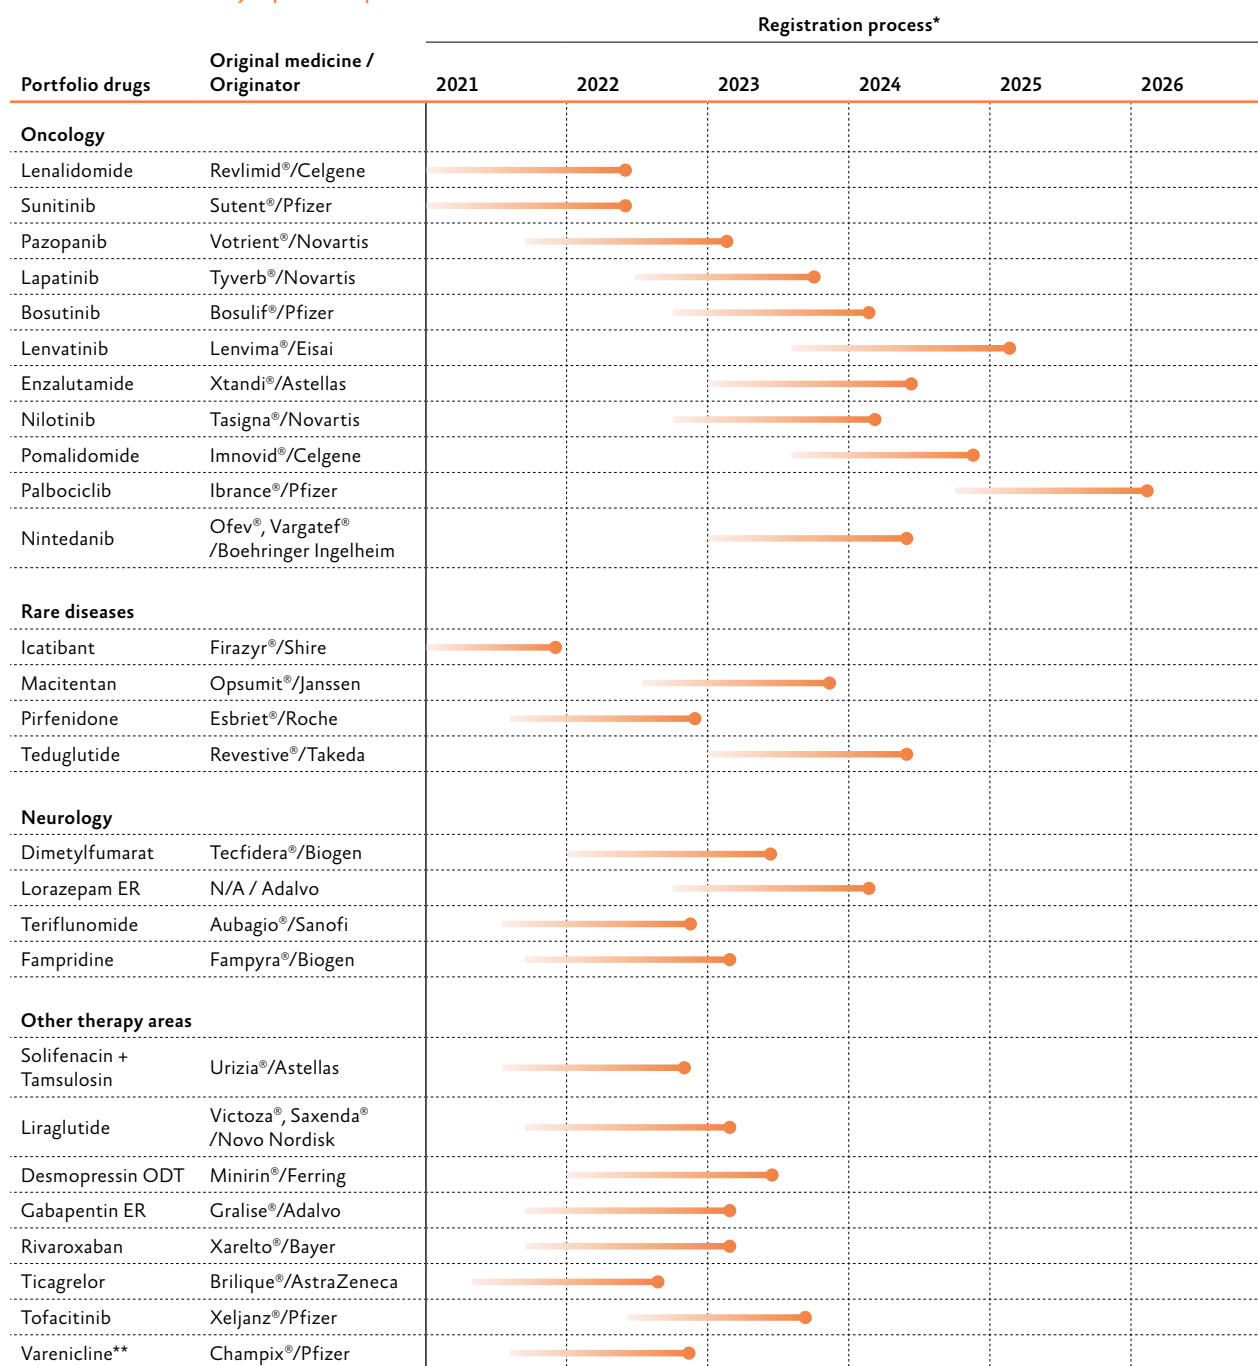 Registration process*
Original medicine /
Portfolio drugs Originator 2021 2022 2023 2024 2025 2026
Oncology
Lenalidomide Revlimid®/Celgene
Sunitinib Sutent®/Pfizer
Pazopanib Votrient®/Novartis
Lapatinib Tyverb®/Novartis
Bosutinib Bosulif®/Pfizer
Lenvatinib Lenvima®/Eisai
Enzalutamide Xtandi®/Astellas
Nilotinib Tasigna®/Novartis
Pomalidomide Imnovid®/Celgene
Palbociclib Ibrance®/Pfizer
Nintedanib Ofev®, Vargatef®
/Boehringer Ingelheim
Rare diseases
Icatibant Firazyr®/Shire
Macitentan Opsumit®/Janssen
Pirfenidone Esbriet®/Roche
Teduglutide Revestive®/Takeda
Neurology
Dimetylfumarat Tecfidera®/Biogen
Lorazepam ER N/A / Adalvo
Teriflunomide Aubagio®/Sanofi
Fampridine Fampyra®/Biogen
Other therapy areas
Solifenacin +
Tamsulosin Urizia®/Astellas
Liraglutide Victoza®, Saxenda®
/Novo Nordisk
Desmopressin ODT Minirin®/Ferring
Gabapentin ER Gralise®/Adalvo
Rivaroxaban Xarelto®/Bayer
Ticagrelor Brilique®/AstraZeneca
Tofacitinib Xeljanz®/Pfizer
Varenicline** Champix®/Pfizer